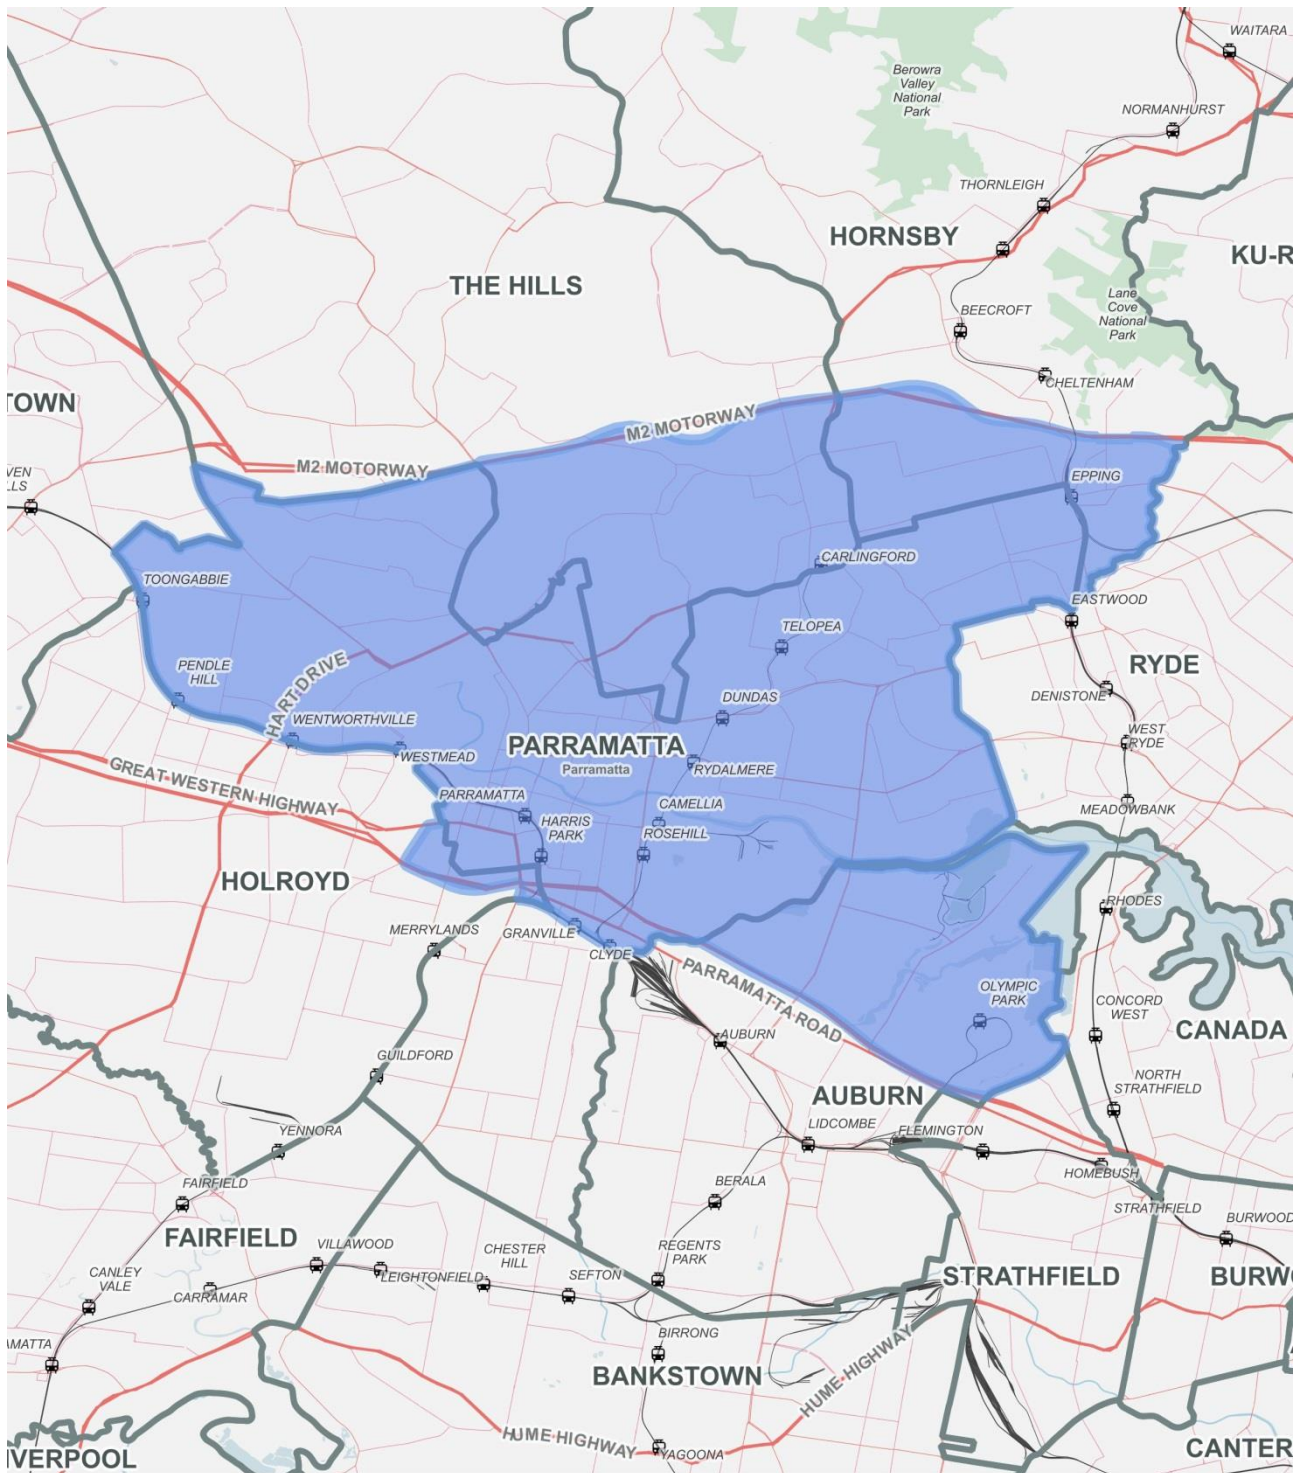 WAITARA
Berowra
Valley
National
Park
NORMANHURST
THORNLEIGH
HORNSBY
KU-R
THE HILLS
Lane
Cove
National
Park
BEECROFT
CHELTENHAM
TOWN
M2 MOTORWAY
M2 MOTORWAY
VEN
LLS
EPPING
CARLINGFORD
TOONGABBIE
EASTWOOD
TELOPEA
RYDE
PENDLE
HILL
HART DRIVE
DENISTONE
DUNDAS
WENTWORTHVILLE
WEST
RYDE
WESTMEAD
PARRAMATTA
Parramatta
RYDALMERE
GREAT WESTERN HIGHWAY
PARRAMATTA
CAMELLIA
MEADOWBANK
HARRIS
PARK
ROSEHILL
HOLROYD
RHODES
MERRYLANDS
GRANVILLE
CLYDE
PARRAMATTA ROAD
OLYMPIC
PARK
CONCORD
WEST
CANADA
AUBURN
GUILDFORD
NORTH
STRATHFIELD
AUBURN
LIDCOMBE
FLEMINGTON
YENNORA
HOMEBUSH
FAIRFIELD
BERALA
STRATHFIELD
BURWOOD
FAIRFIELD
VILLAWOOD
CHESTER
HILL
REGENTS
PARK
LEIGHTONFIELD
SEFTON
STRATHFIELD
BURWO
CANLEY
VALE
CARRAMAR
BIRRONG
AMATTA
BANKSTOWN
HUME HIGHWAY
HUME HIGHWAY
YAGOONA
IVERPOOL
CANTER